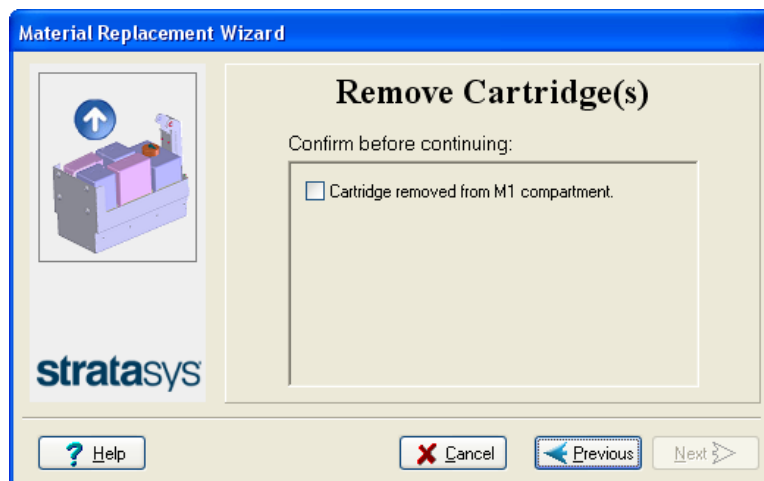 Material Replacement Wizard
Remove Cartridge(s)
Confirm before continuing:
Cartridge removed from M1 compartment.
stratasys
? Help
Cancel
Previous
Next